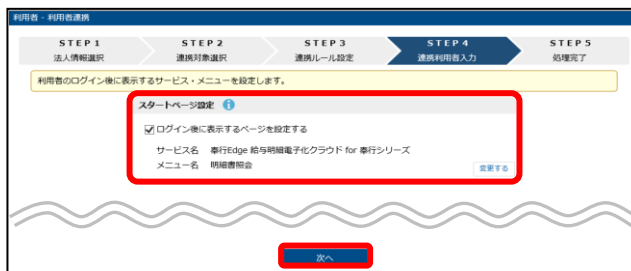 利用者 - 利用者連携
STEP 1
法人情報選択
STEP 2
連携対象選択
STEP 3
連携ルール設定
STEP 4
連携利用者入力
STEP 5
処理完了
利用者のログイン後に表示するサービス・メニューを設定します。
スタートページ設定
ログイン後に表示するページを設定する
サービス名 奉行Edge 給与明細電子化クラウド for 奉行シリーズ
メニュー名 明細書照会
変更する
次へ